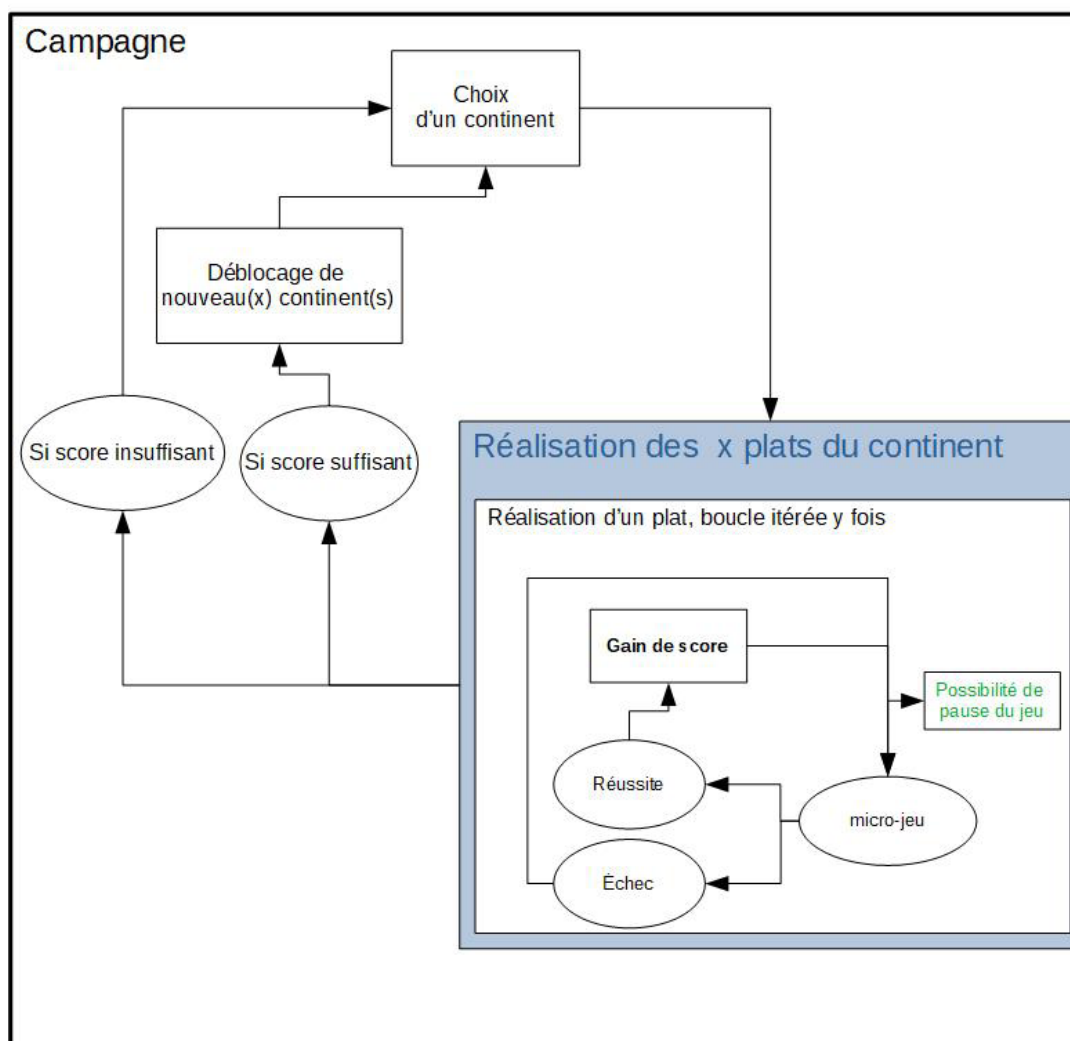 Campagne
Choix
d'un continent
Déblocage de
nouveau(x) continent(s)
Si score insuffisant
Si score suffisant
Réalisation des x plats du continent
Réalisation d'un plat, boucle itérée y fois
Gain de score
Possibilité de
pause du jeu
Réussite
micro-jeu
Échec